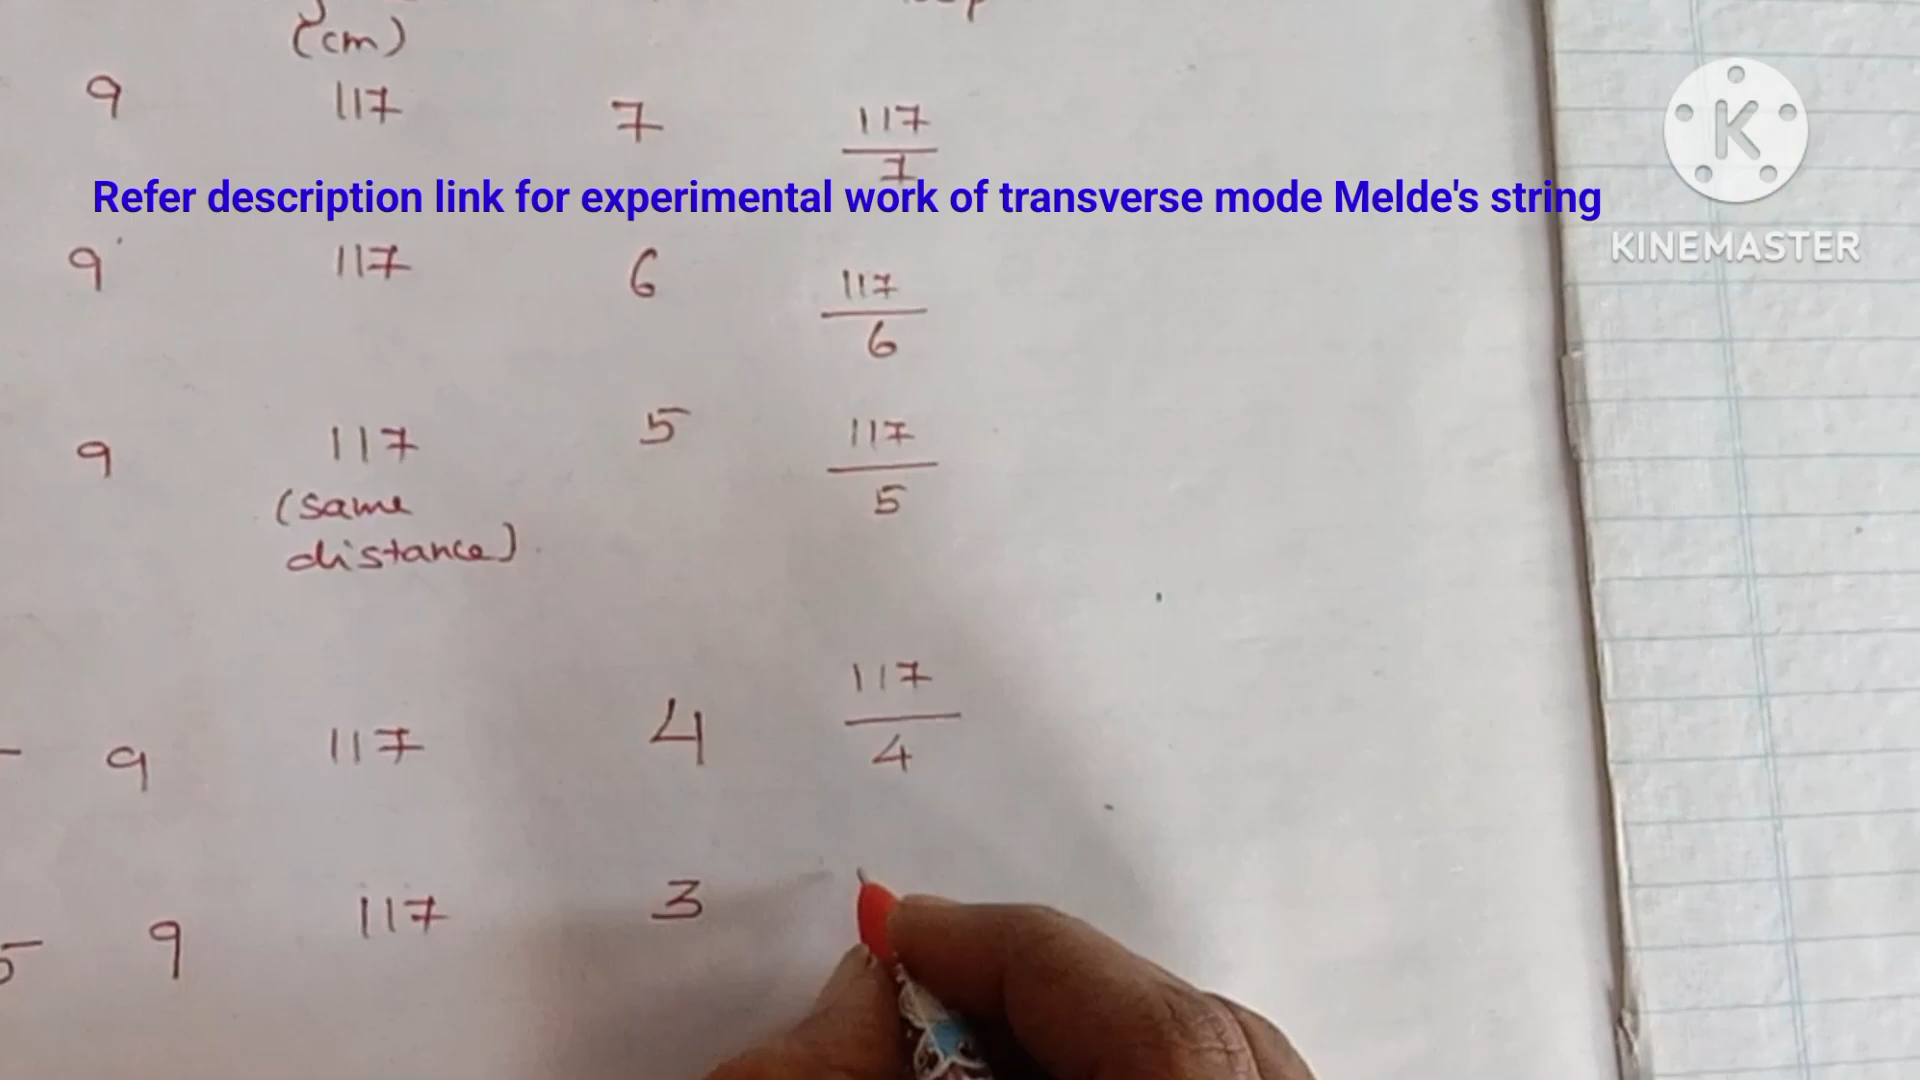 (cm)
9 117 7 117
7
Refer description link for experimental work of transverse mode Melde's string
KINEMASTER
9 117 6 117
6
9 117 5 117
5
(same
distance)
9 117 4 117
4
5 9 117 3